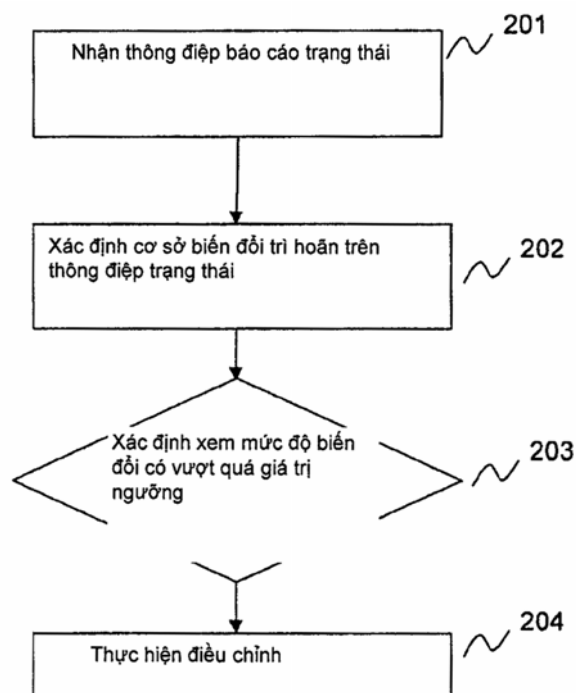 201
Nhận thông điệp báo cáo trạng thái
Xác định cơ sở biến đổi trì hoãn trên
thông điệp trạng thái
202
Xác định xem mức độ biến
đổi có vượt quá giá trị
ngưỡng
203
204
Thực hiện điều chỉnh